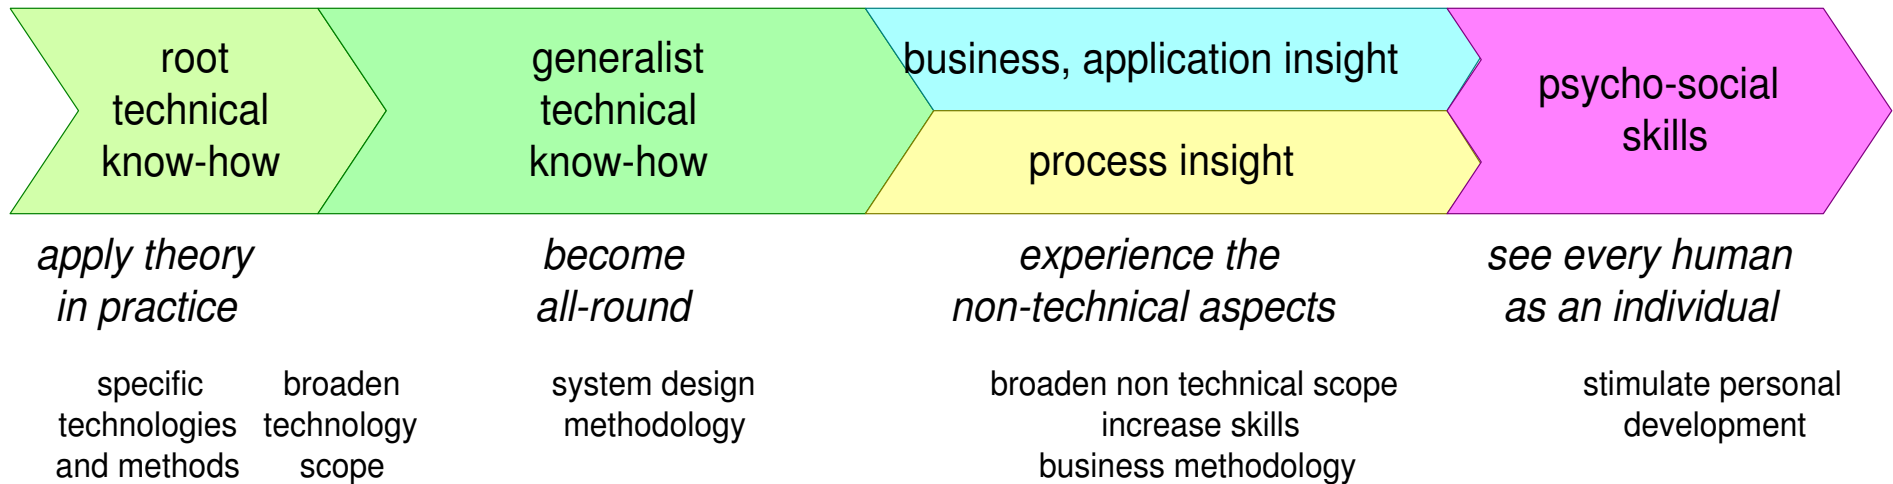 root
technical
know-how
generalist
technical
know-how
business, application insight
process insight
psycho-social
skills
apply theory
in practice
become
all-round
experience the
non-technical aspects
see every human
as an individual
specific
technologies
and methods
broaden
technology
scope
system design
methodology
broaden non technical scope
increase skills
business methodology
stimulate personal
development